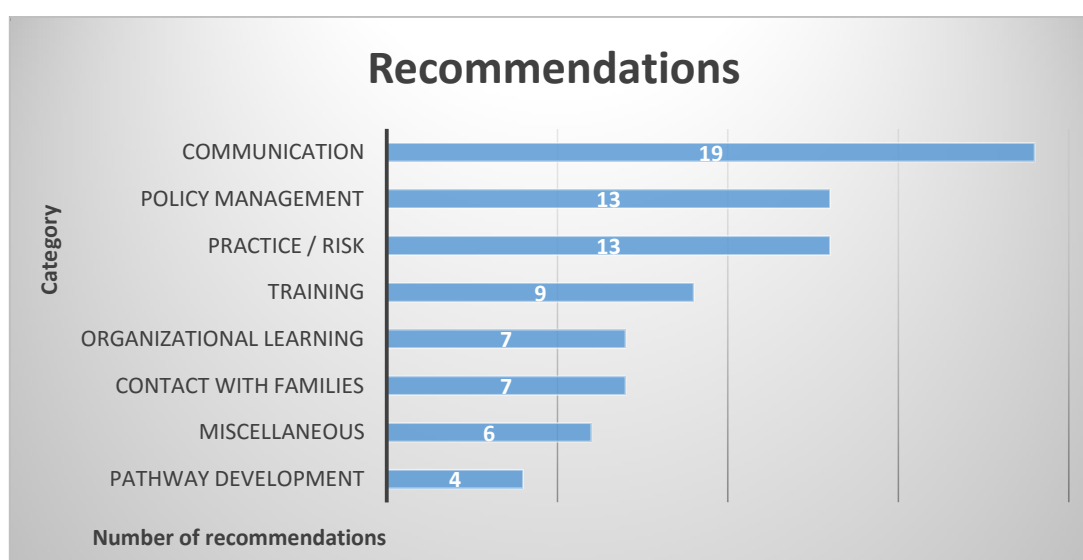 Recommendations
Category
COMMUNICATION 19
POLICY MANAGEMENT 13
PRACTICE / RISK 13
TRAINING 9
ORGANIZATIONAL LEARNING 7
CONTACT WITH FAMILIES 7
MISCELLANEOUS 6
PATHWAY DEVELOPMENT 4
Number of recommendations